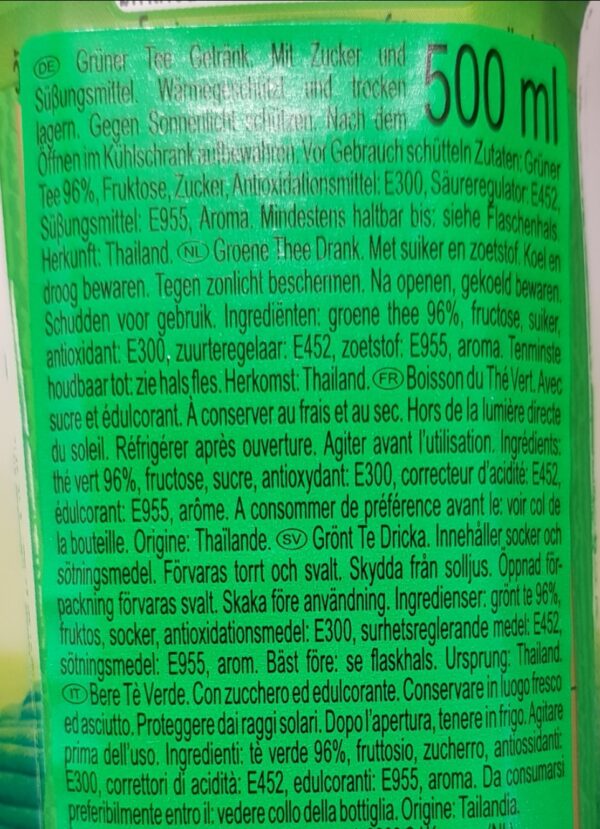 DE Grüner Tee Getränk. Mit Zucker und
500 ml
Süßungsmittel. Wärmegeschützt und trocken
lagern. Gegen Sonnenlicht schützen. Nach dem
Öffnen im Kühlschrank aufbewahren. Vor Gebrauch schütteln Zutaten: Grüner
Tee 96%, Fruktose, Zucker, Antioxidationsmittel: E300, Säureregulator: E452,
Süßungsmittel: E955, Aroma. Mindestens haltbar bis: siehe Flaschenhals.
Herkunft: Thailand. NL Groene Thee Drank. Met suiker en zoetstof. Koel en
droog bewaren. Tegen zonlicht beschermen. Na openen, gekoeld bewaren.
Schudden voor gebruik. Ingrediënten: groene thee 96%, fructose, suiker,
antioxidant: E300, zuurteregelaar: E452, zoetstof: E955, aroma. Tenminste
houdbaar tot: zie hals fles. Herkomst: Thailand. FR Boisson du Thé Vert. Avec
sucre et édulcorant. À conserver au frais et au sec. Hors de la lumière directe
du soleil. Réfrigérer après ouverture. Agiter avant l'utilisation. Ingrédients:
thé vert 96%, fructose, sucre, antioxydant: E300, correcteur d'acidité: E452,
édulcorant: E955, arôme. A consommer de préférence avant le: voir col de
la bouteille. Origine: Thaïlande. SV Grönt Te Dricka. Innehåller socker och
sötningsmedel. Förvaras torrt och svalt. Skydda från solljus. Öppnad för-
packning förvaras svalt. Skaka före användning. Ingredienser: grönt te 96%,
fruktos, socker, antioxidationsmedel: E300, surhetsreglerande medel: E452,
sötningsmedel: E955, arom. Bäst före: se flaskhals. Ursprung: Thailand.
IT Bere Tè Verde. Con zucchero ed edulcorante. Conservare in luogo fresco
ed asciutto. Proteggere dai raggi solari. Dopo l'apertura, tenere in frigo. Agitare
prima dell'uso. Ingredienti: tè verde 96%, fruttosio, zucchero, antiossidanti:
E300, correttori di acidità: E452, edulcoranti: E955, aroma. Da consumarsi
preferibilmente entro il: vedere collo della bottiglia. Origine: Tailandia.